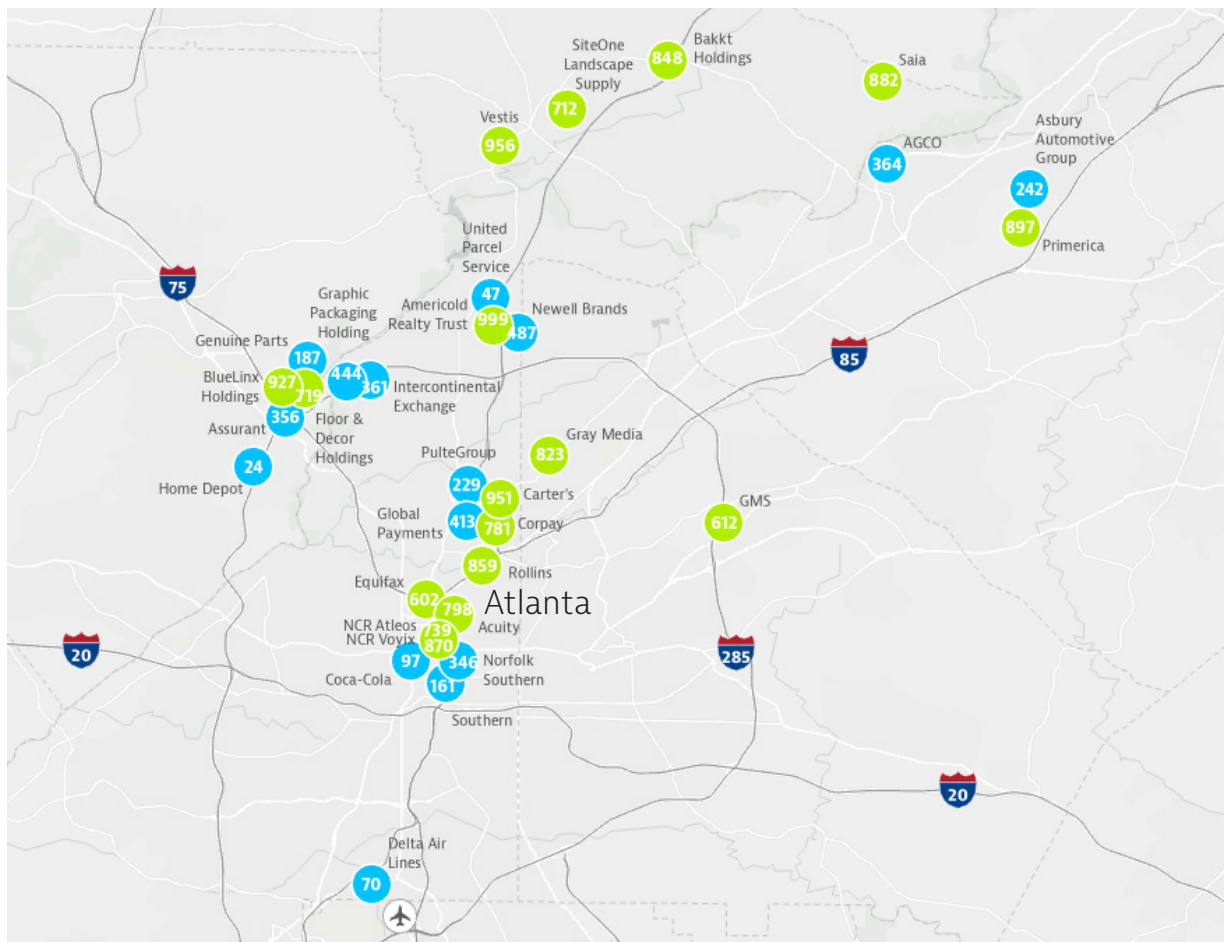 SiteOne
Landscape
Supply
712
848
Bakkt
Holdings
Saia
882
Vestis
956
AGCO
364
Asbury
Automotive
Group
242
897
Primerica
United
Parcel
Service
47
75
Graphic
Packaging
Holding
Americold
Realty Trust
999
487
Newell Brands
85
Genuine Parts
187
BlueLinx
Holdings
927
719
444
361
Intercontinental
Exchange
356
Assurant
Floor &
Decor
Holdings
24
Home Depot
PulteGroup
229
823
Gray Media
951
Carter's
Global
Payments
413
781
Corpay
GMS
612
859
Rollins
Equifax
602
798
Atlanta
Acuity
NCR Atleos
739
NCR Voyix
870
20
285
97
Coca-Cola
346
Norfolk
Southern
161
Southern
20
Delta Air
Lines
70